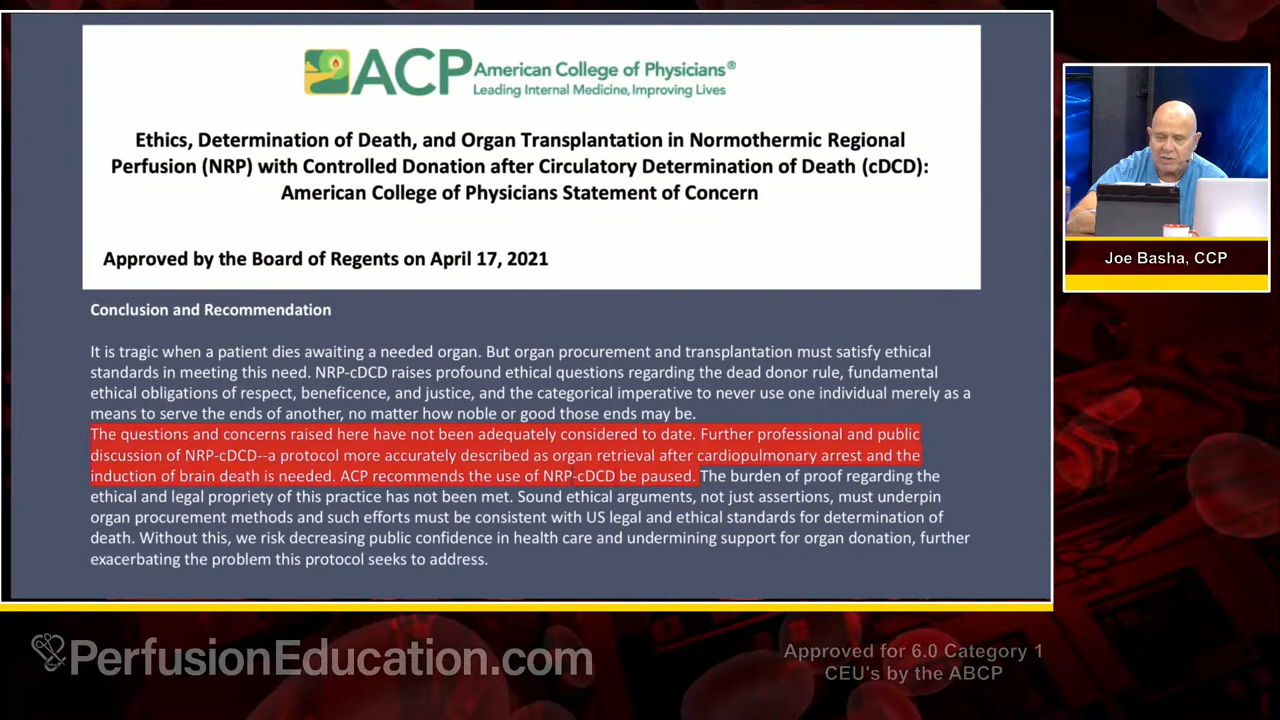 ACP American College of Physicians®
Leading Internal Medicine, Improving Lives
Ethics, Determination of Death, and Organ Transplantation in Normothermic Regional
Perfusion (NRP) with Controlled Donation after Circulatory Determination of Death (cDCD):
American College of Physicians Statement of Concern
Approved by the Board of Regents on April 17, 2021
Conclusion and Recommendation
It is tragic when a patient dies awaiting a needed organ. But organ procurement and transplantation must satisfy ethical
standards in meeting this need. NRP-cDCD raises profound ethical questions regarding the dead donor rule, fundamental
ethical obligations of respect, beneficence, and justice, and the categorical imperative to never use one individual merely as a
means to serve the ends of another, no matter how noble or good those ends may be.
The questions and concerns raised here have not been adequately considered to date. Further professional and public
discussion of NRP-cDCD--a protocol more accurately described as organ retrieval after cardiopulmonary arrest and the
induction of brain death is needed. ACP recommends the use of NRP-cDCD be paused. The burden of proof regarding the
ethical and legal propriety of this practice has not been met. Sound ethical arguments, not just assertions, must underpin
organ procurement methods and such efforts must be consistent with US legal and ethical standards for determination of
death. Without this, we risk decreasing public confidence in health care and undermining support for organ donation, further
exacerbating the problem this protocol seeks to address.
Joe Basha, CCP
PerfusionEducation.com
Approved for 6.0 Category 1
CEU's by the ABCP